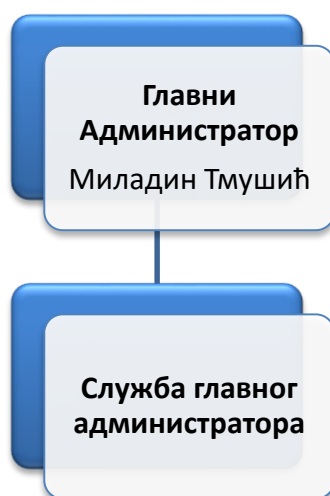 Главни
Администратор
Миладин Тмушић
Служба главног
администратора